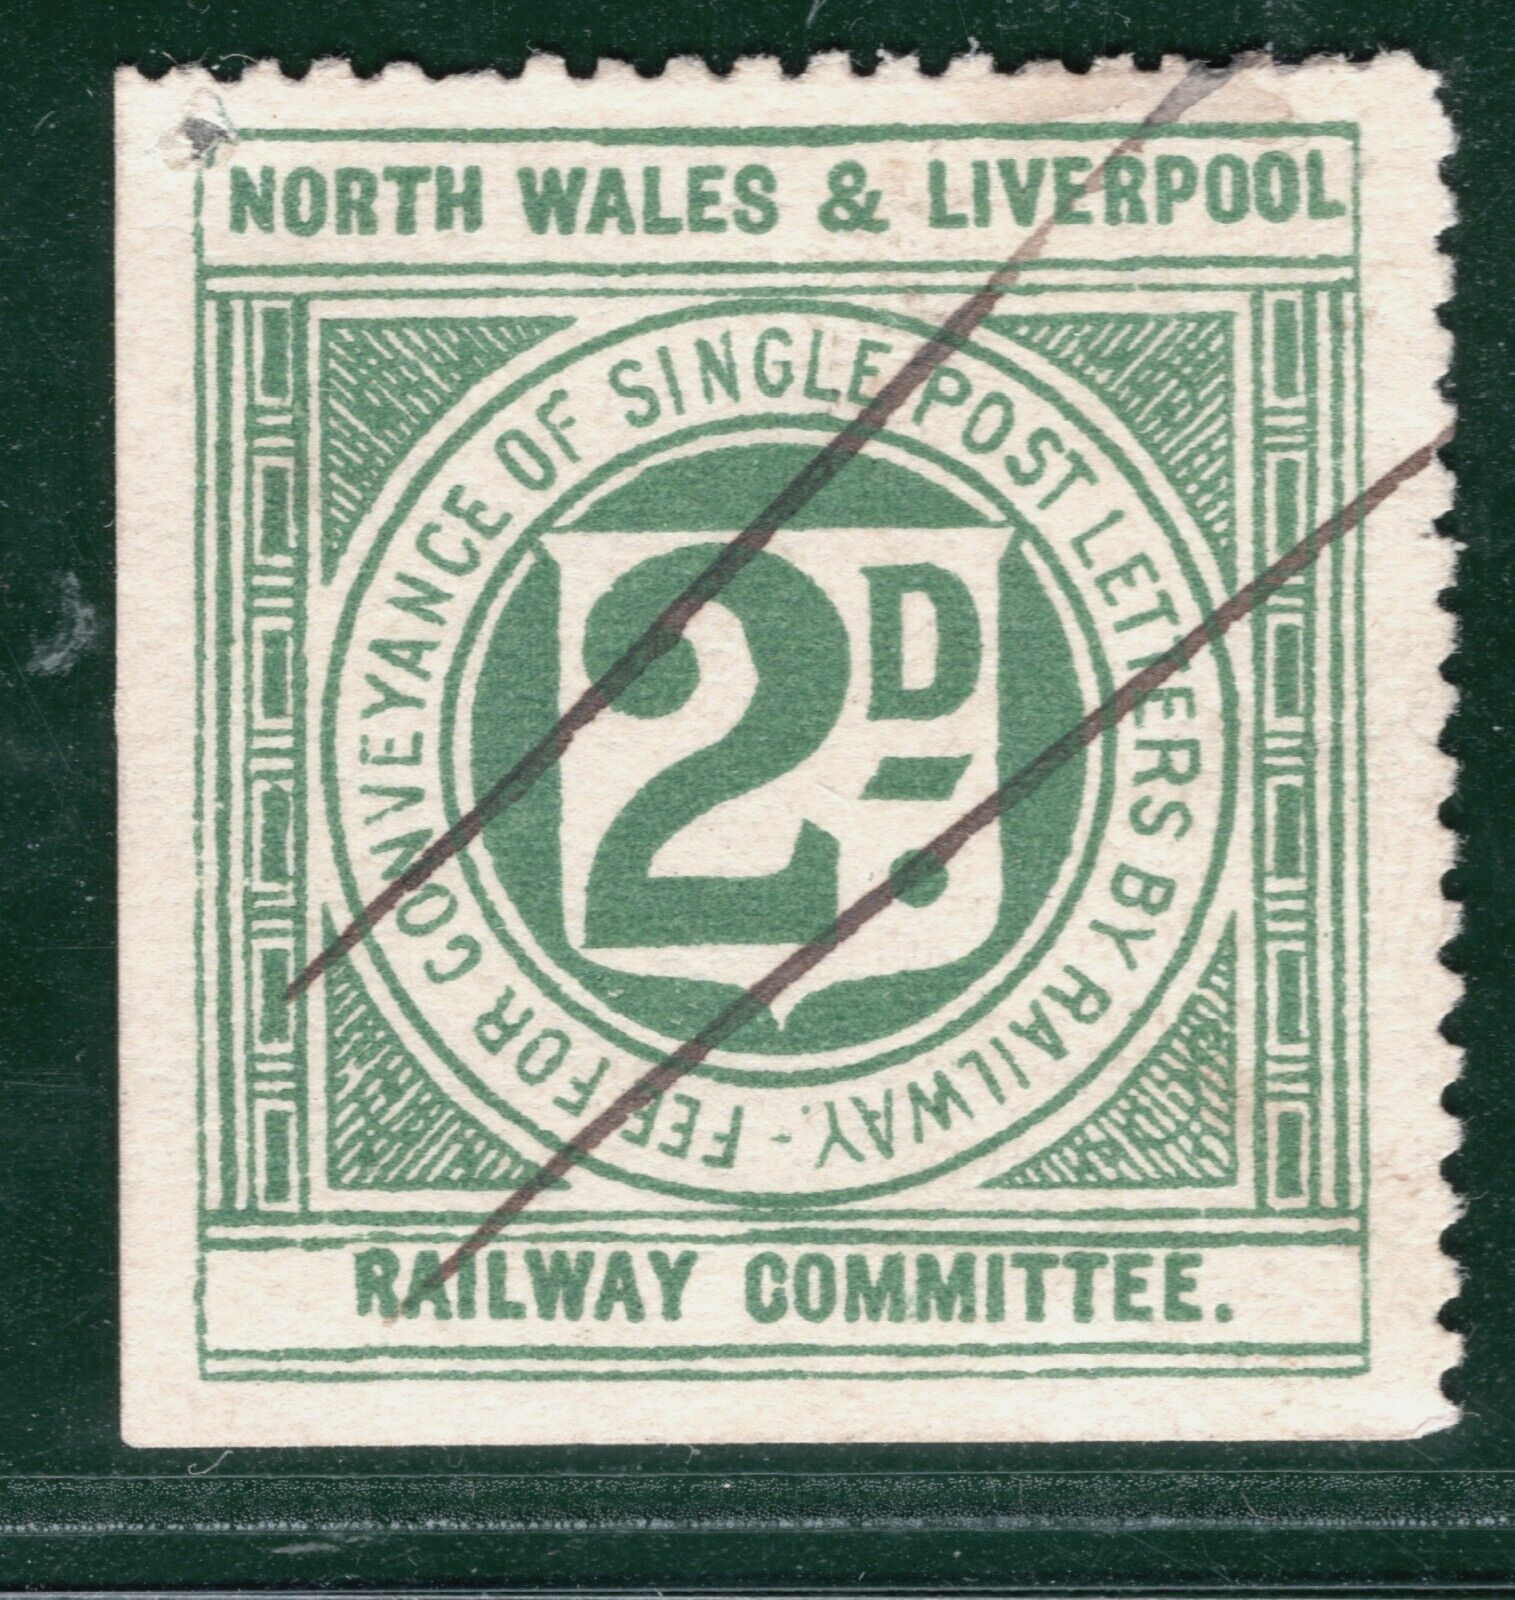 NORTH WALES & LIVERPOOL
FEE FOR CONVEYANCE OF SINGLE POST LETTERS BY RAILWAY. -
2D.
RAILWAY COMMITTEE.